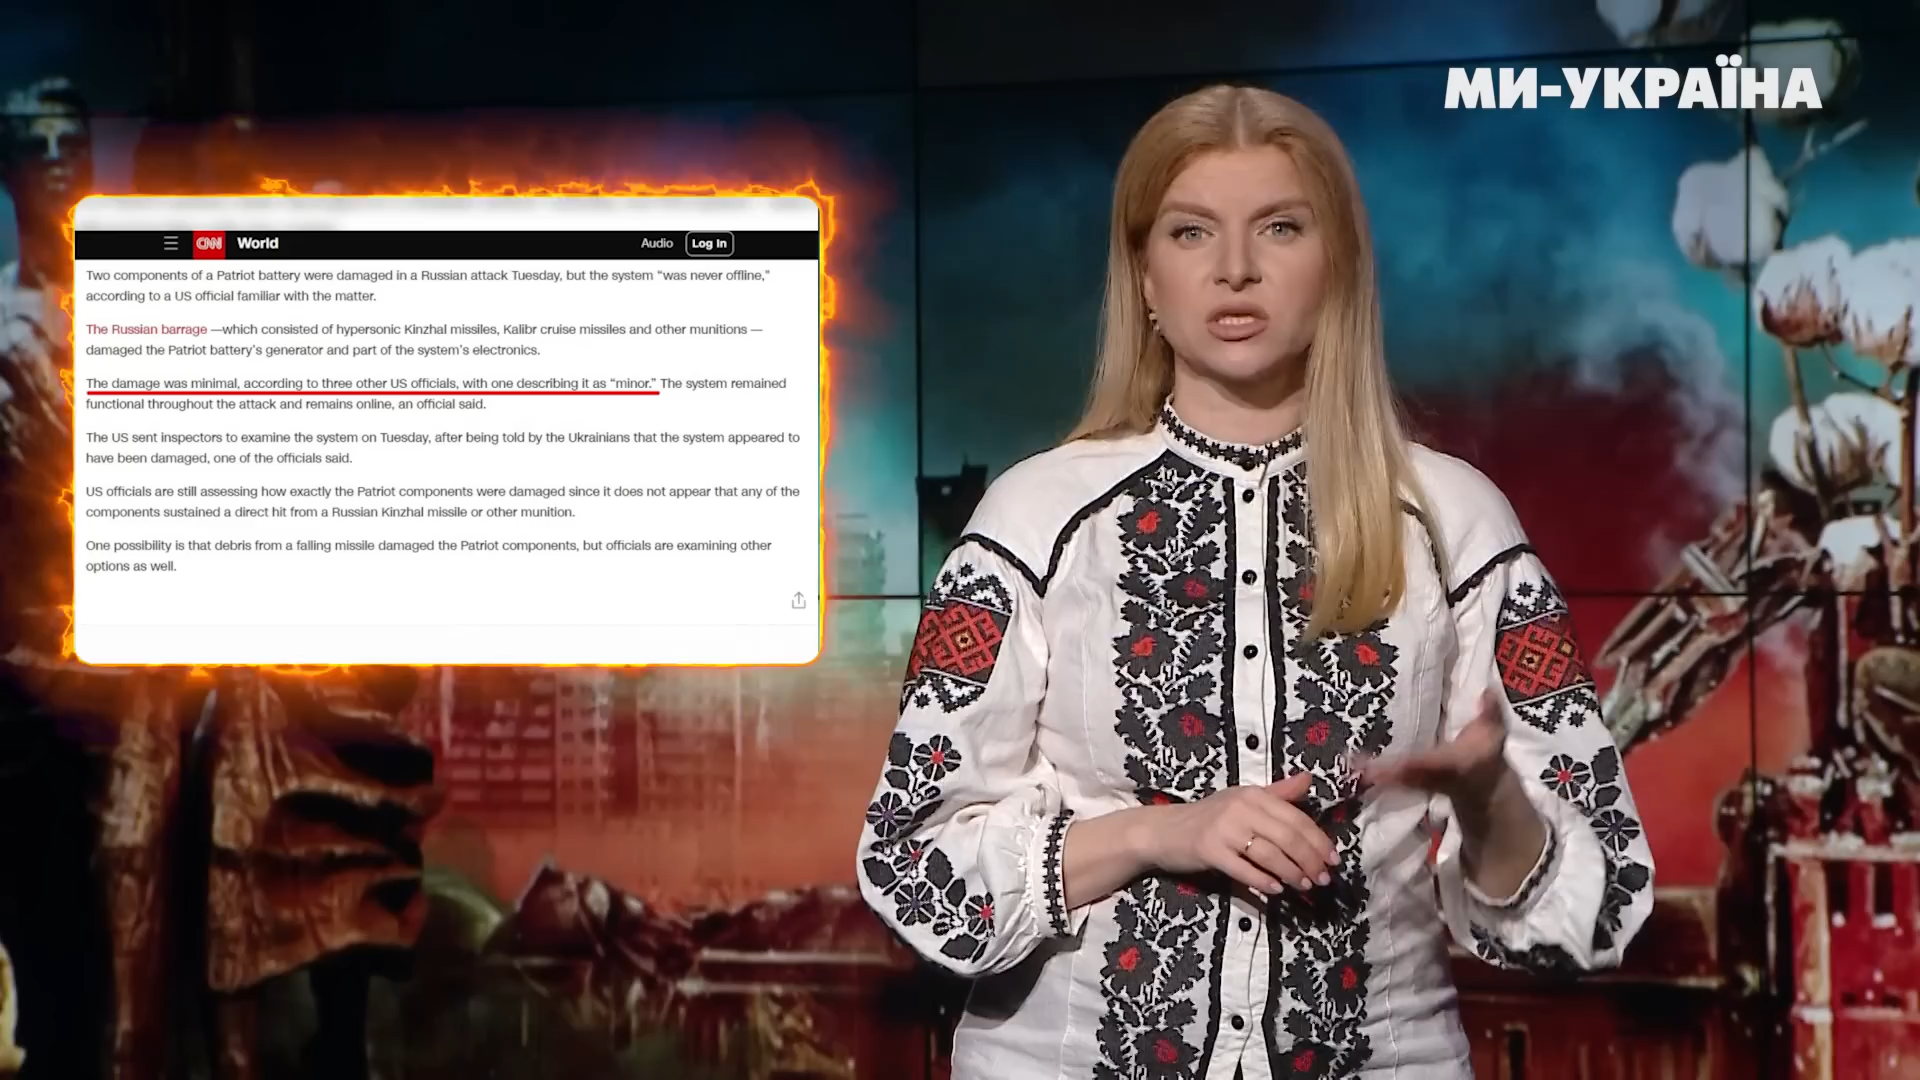 МИ-УКРАЇНА
CNN World Audio Log In
Two components of a Patriot battery were damaged in a Russian attack Tuesday, but the system “was never offline,”
according to a US official familiar with the matter.
The Russian barrage —which consisted of hypersonic Kinzhal missiles, Kalibr cruise missiles and other munitions —
damaged the Patriot battery’s generator and part of the system’s electronics.
The damage was minimal, according to three other US officials, with one describing it as “minor.” The system remained
functional throughout the attack and remains online, an official said.
The US sent inspectors to examine the system on Tuesday, after being told by the Ukrainians that the system appeared to
have been damaged, one of the officials said.
US officials are still assessing how exactly the Patriot components were damaged since it does not appear that any of the
components sustained a direct hit from a Russian Kinzhal missile or other munition.
One possibility is that debris from a falling missile damaged the Patriot components, but officials are examining other
options as well.